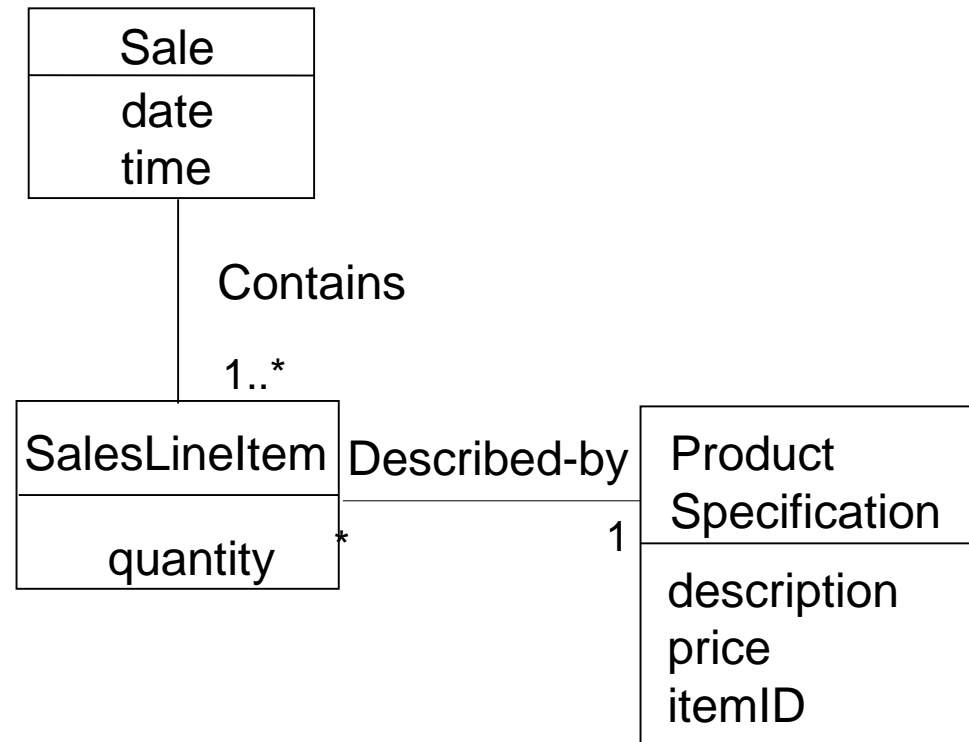 Sale
date
time
Contains
1..*
SalesLineItem
quantity
Described-by
*
1
Product
Specification
description
price
itemID